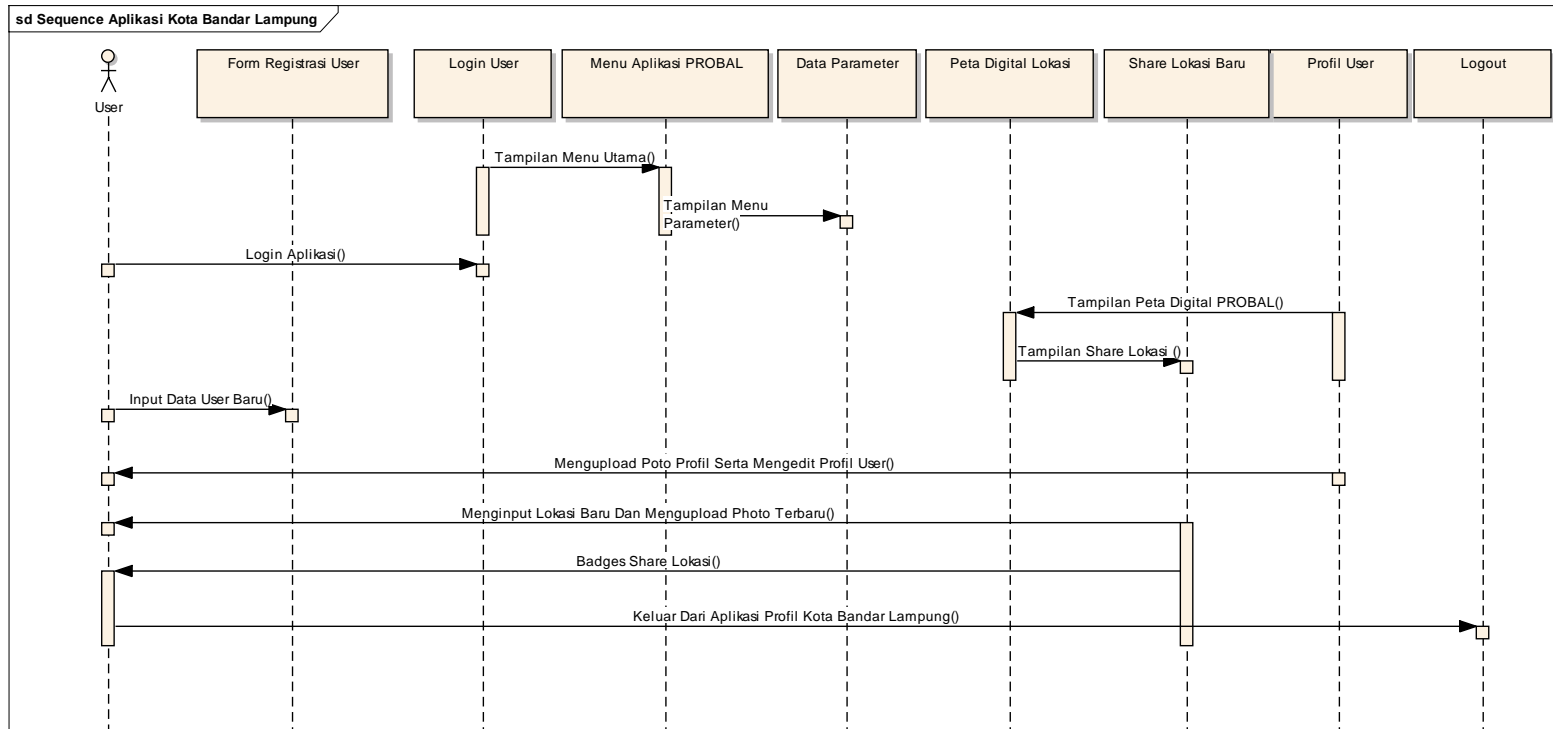 sd Sequence Aplikasi Kota Bandar Lampung
User
Form Registrasi User
Login User
Menu Aplikasi PROBAL
Data Parameter
Peta Digital Lokasi
Share Lokasi Baru
Profil User
Logout
Tampilan Menu Utama()
Tampilan Menu
Parameter()
Login Aplikasi()
Tampilan Peta Digital PROBAL()
Tampilan Share Lokasi ()
Input Data User Baru()
Mengupload Poto Profil Serta Mengedit Profil User()
Menginput Lokasi Baru Dan Mengupload Photo Terbaru()
Badges Share Lokasi()
Keluar Dari Aplikasi Profil Kota Bandar Lampung()